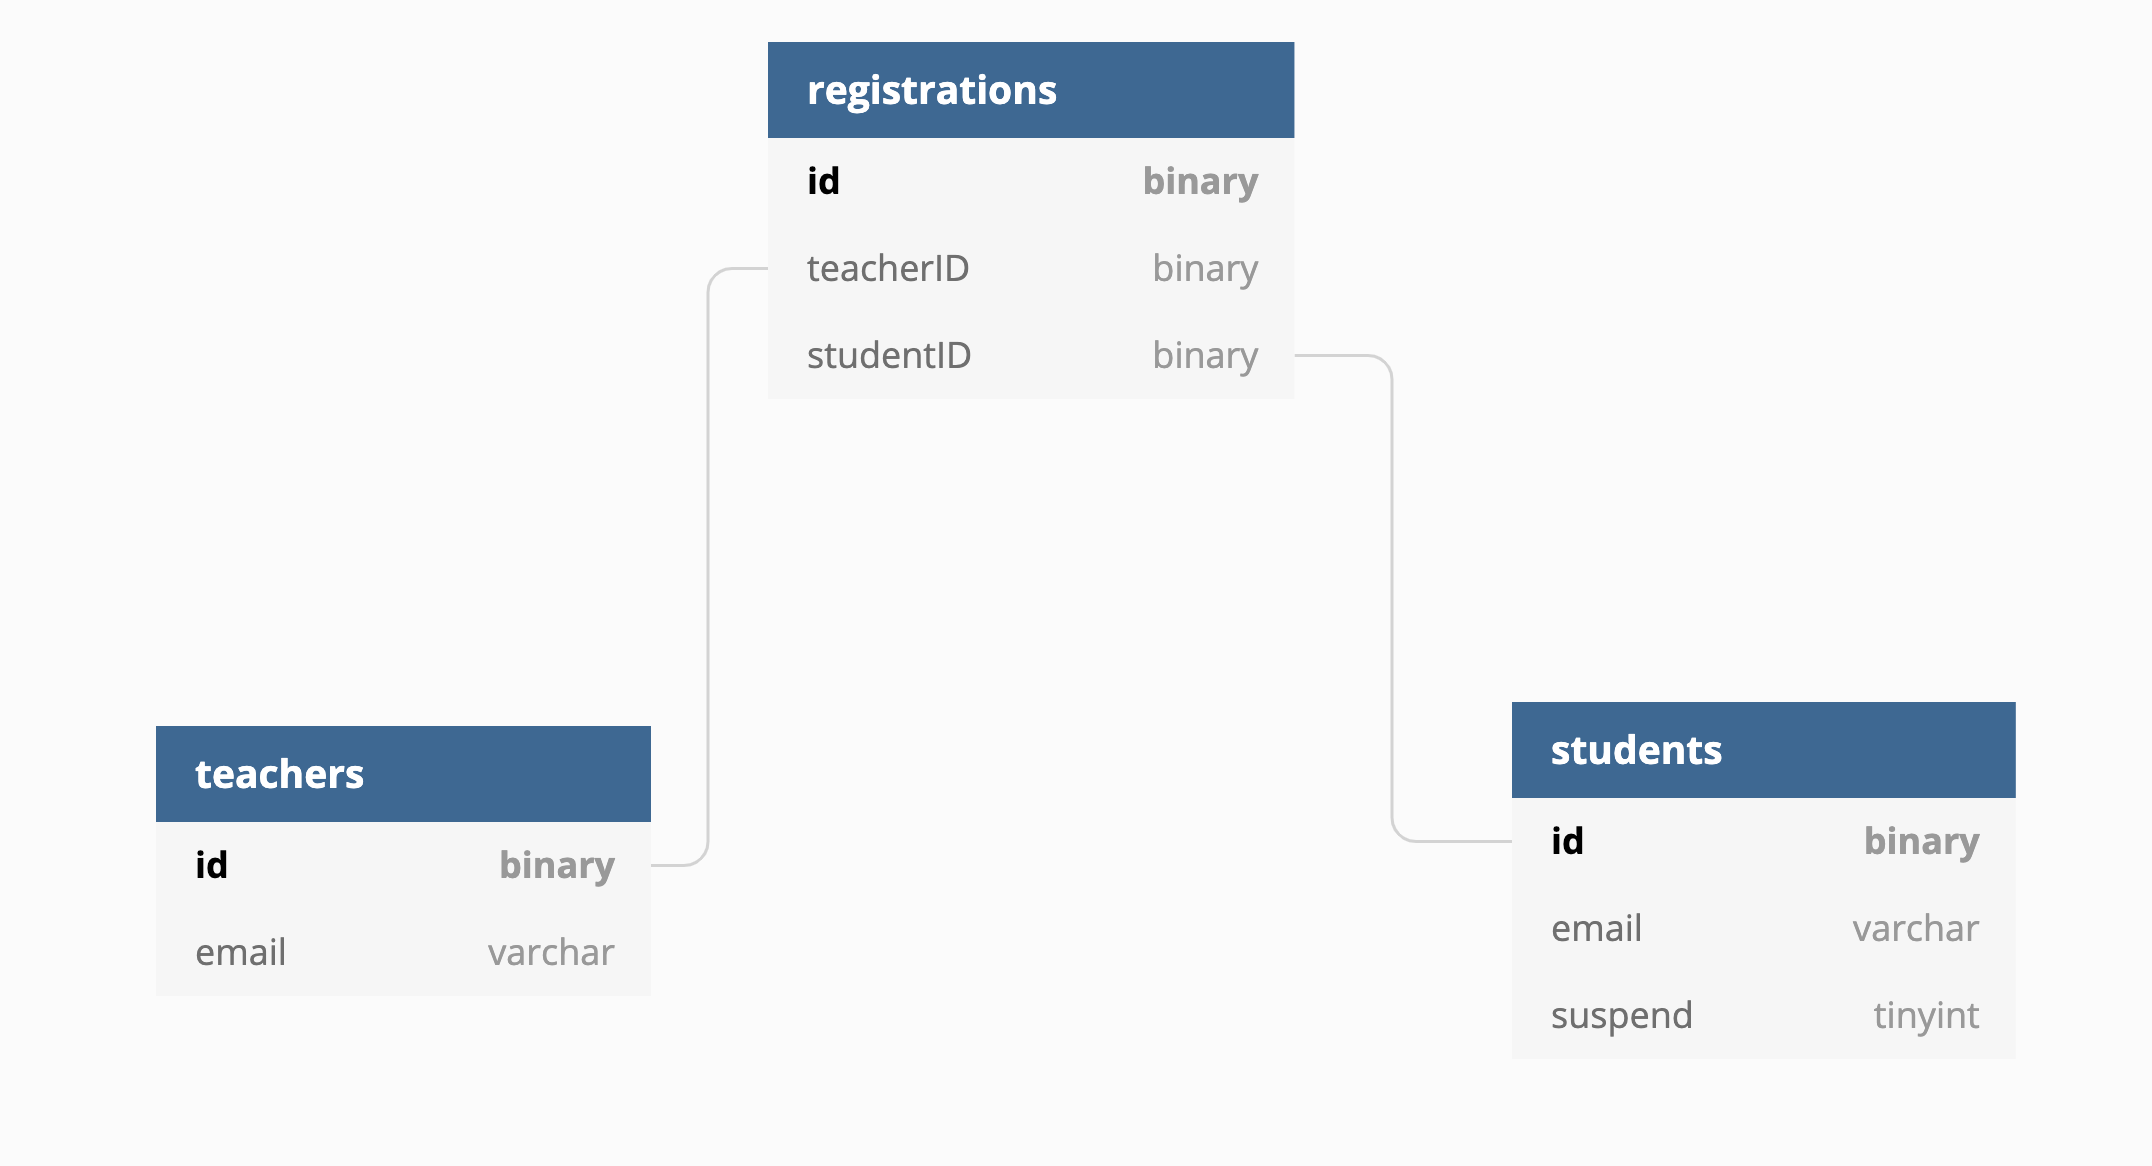 registrations
id binary
teacherID binary
studentID binary
teachers
id binary
email varchar
students
id binary
email varchar
suspend tinyint